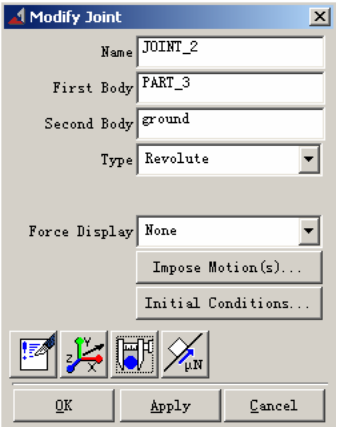 Modify Joint
Name JOINT_2
First Body PART_3
Second Body ground
Type Revolute
Force Display None
Impose Motion(s)...
Initial Conditions...
Y
Z X
μN
OK Apply Cancel